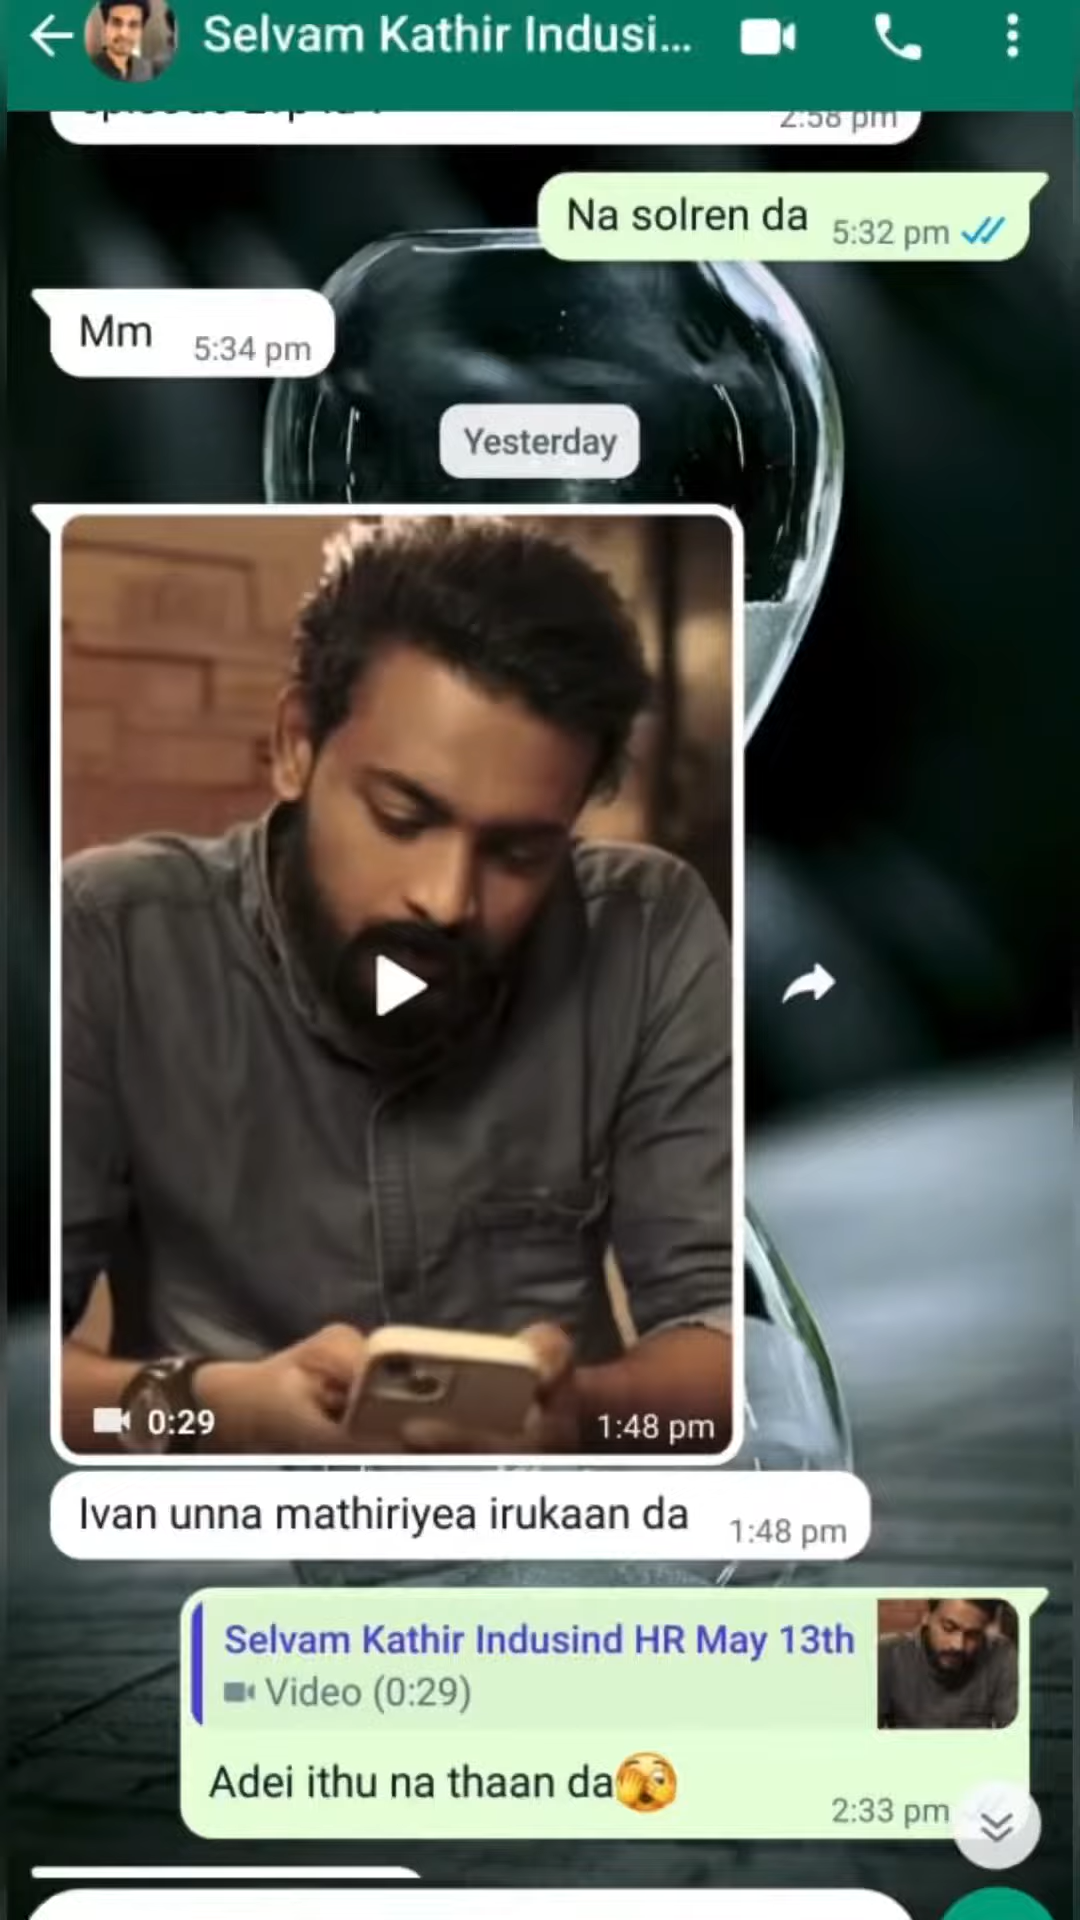 Selvam Kathir Indusi...
2:58 pm
Na solren da 5:32 pm
Mm 5:34 pm
Yesterday
0:29 1:48 pm
Ivan unna mathiriyea irukaan da 1:48 pm
Selvam Kathir Indusind HR May 13th
Video (0:29)
Adei ithu na thaan da🫣
2:33 pm